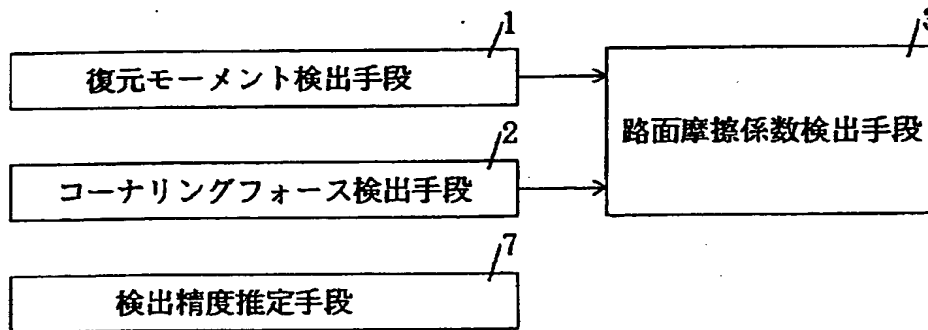 1
復元モーメント検出手段
3
路面摩擦係数検出手段
2
コーナリングフォース検出手段
7
検出精度推定手段